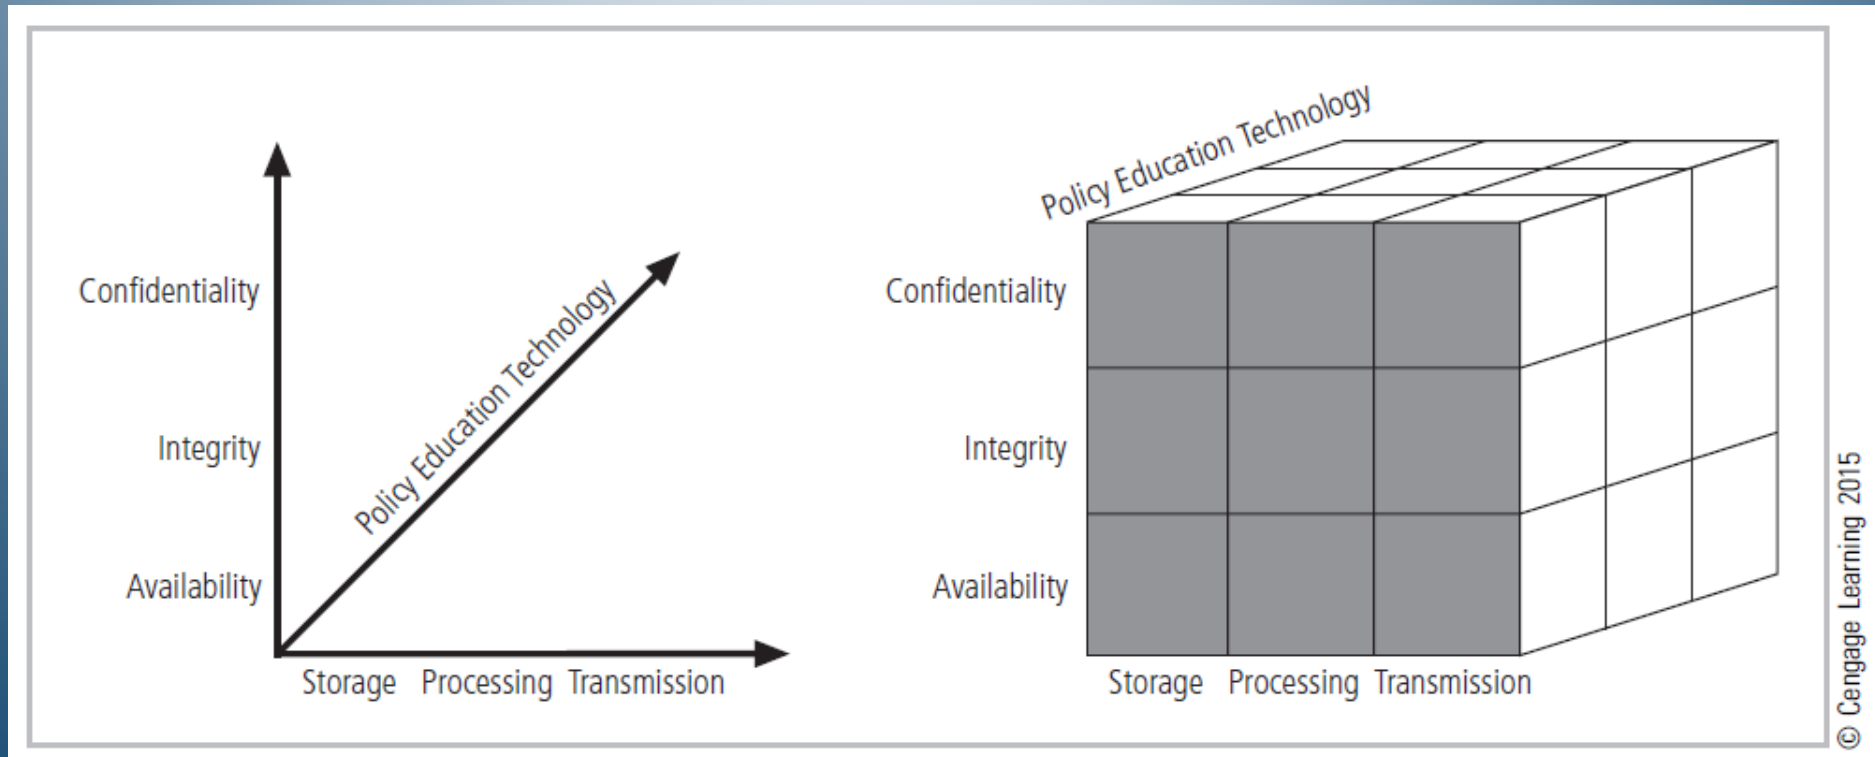 Confidentiality
Integrity
Availability
Policy Education Technology
Storage Processing Transmission
Policy Education Technology
Confidentiality
Integrity
Availability
Storage Processing Transmission
© Cengage Learning 2015